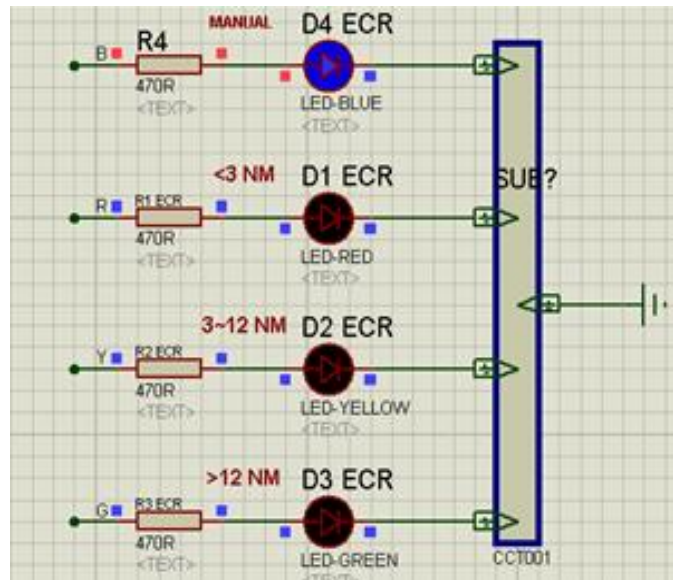 MANUAL
D4 ECR
B
R4
470R
<TEXT>
LED-BLUE
<TEXT>
<3 NM
D1 ECR
SUB?
R
R1 ECR
470R
<TEXT>
LED-RED
<TEXT>
3~12 NM
D2 ECR
Y
R2 ECR
470R
<TEXT>
LED-YELLOW
<TEXT>
>12 NM
D3 ECR
G
R3 ECR
470R
<TEXT>
LED-GREEN
<TEXT>
CCT001